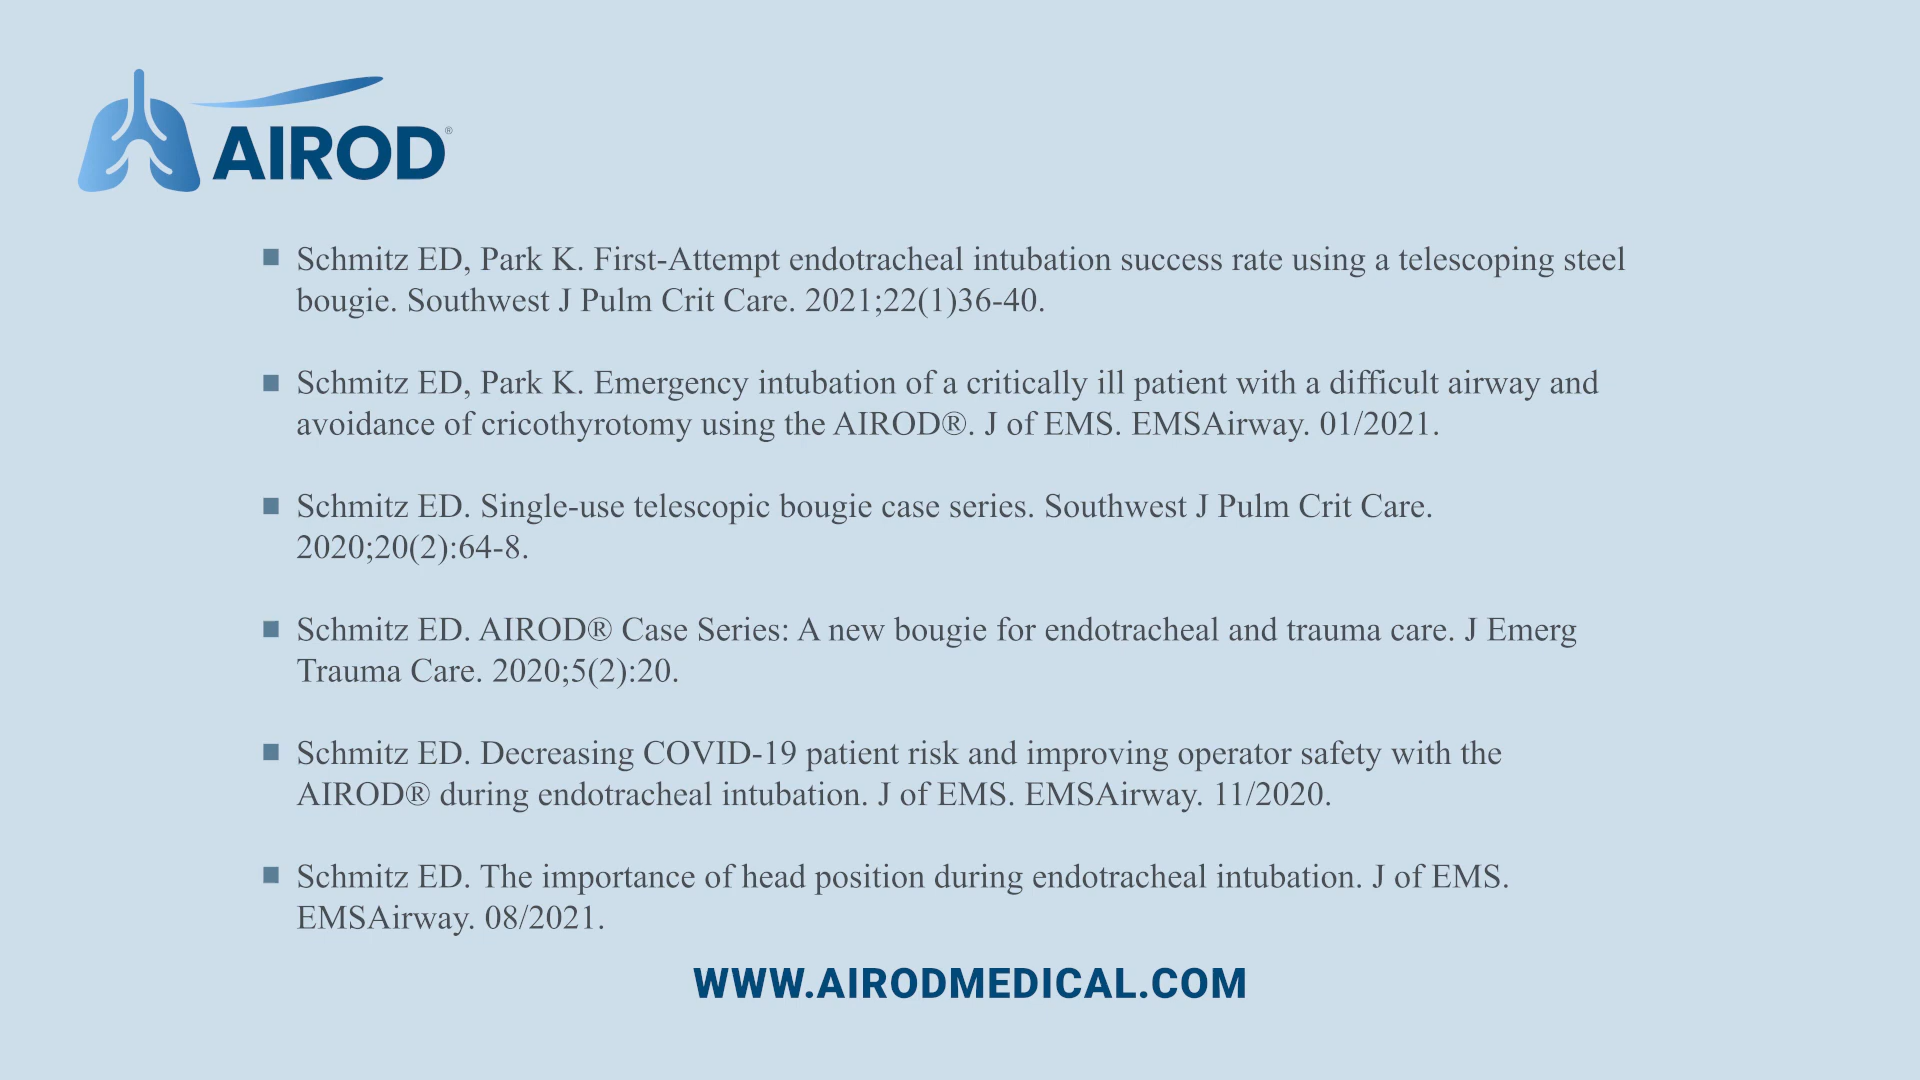 AIROD®
■ Schmitz ED, Park K. First-Attempt endotracheal intubation success rate using a telescoping steel
bougie. Southwest J Pulm Crit Care. 2021;22(1)36-40.
■ Schmitz ED, Park K. Emergency intubation of a critically ill patient with a difficult airway and
avoidance of cricothyrotomy using the AIROD®. J of EMS. EMSAirway. 01/2021.
■ Schmitz ED. Single-use telescopic bougie case series. Southwest J Pulm Crit Care.
2020;20(2):64-8.
■ Schmitz ED. AIROD® Case Series: A new bougie for endotracheal and trauma care. J Emerg
Trauma Care. 2020;5(2):20.
■ Schmitz ED. Decreasing COVID-19 patient risk and improving operator safety with the
AIROD® during endotracheal intubation. J of EMS. EMSAirway. 11/2020.
■ Schmitz ED. The importance of head position during endotracheal intubation. J of EMS.
EMSAirway. 08/2021.
WWW.AIRODMEDICAL.COM